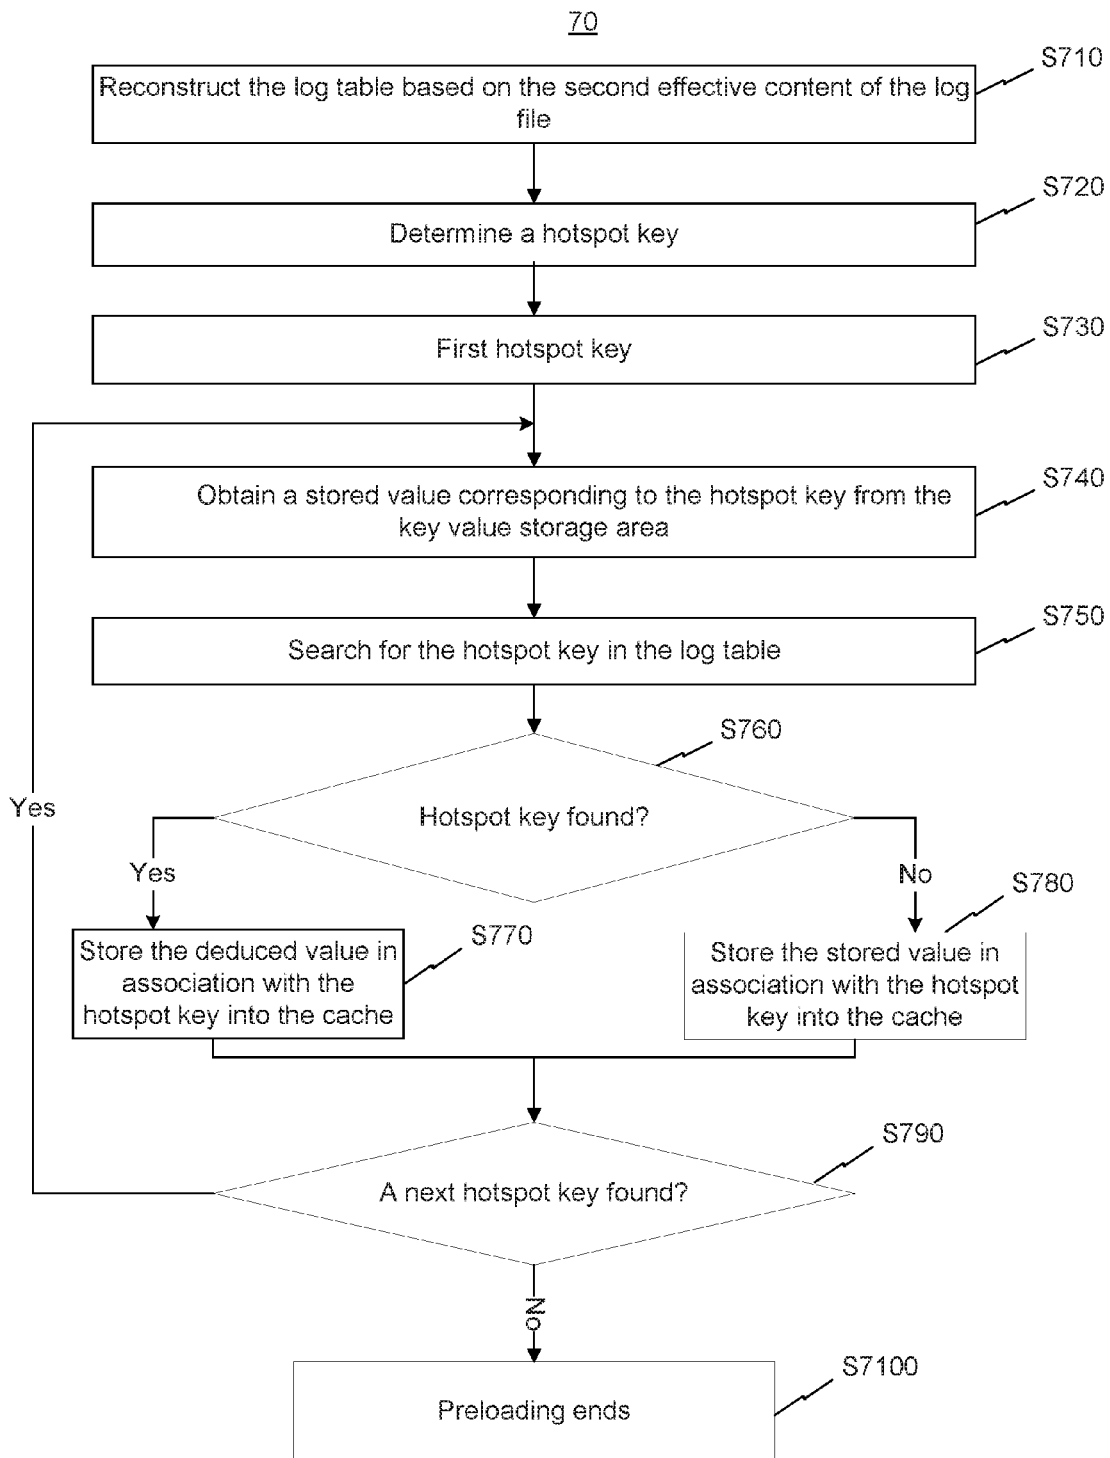 70
S710
Reconstruct the log table based on the second effective content of the log
file
S720
Determine a hotspot key
S730
First hotspot key
S740
Obtain a stored value corresponding to the hotspot key from the
key value storage area
S750
Search for the hotspot key in the log table
S760
Hotspot key found?
Yes
Yes
No
S770
S780
Store the deduced value in
association with the
hotspot key into the cache
Store the stored value in
association with the hotspot
key into the cache
S790
A next hotspot key found?
No
S7100
Preloading ends